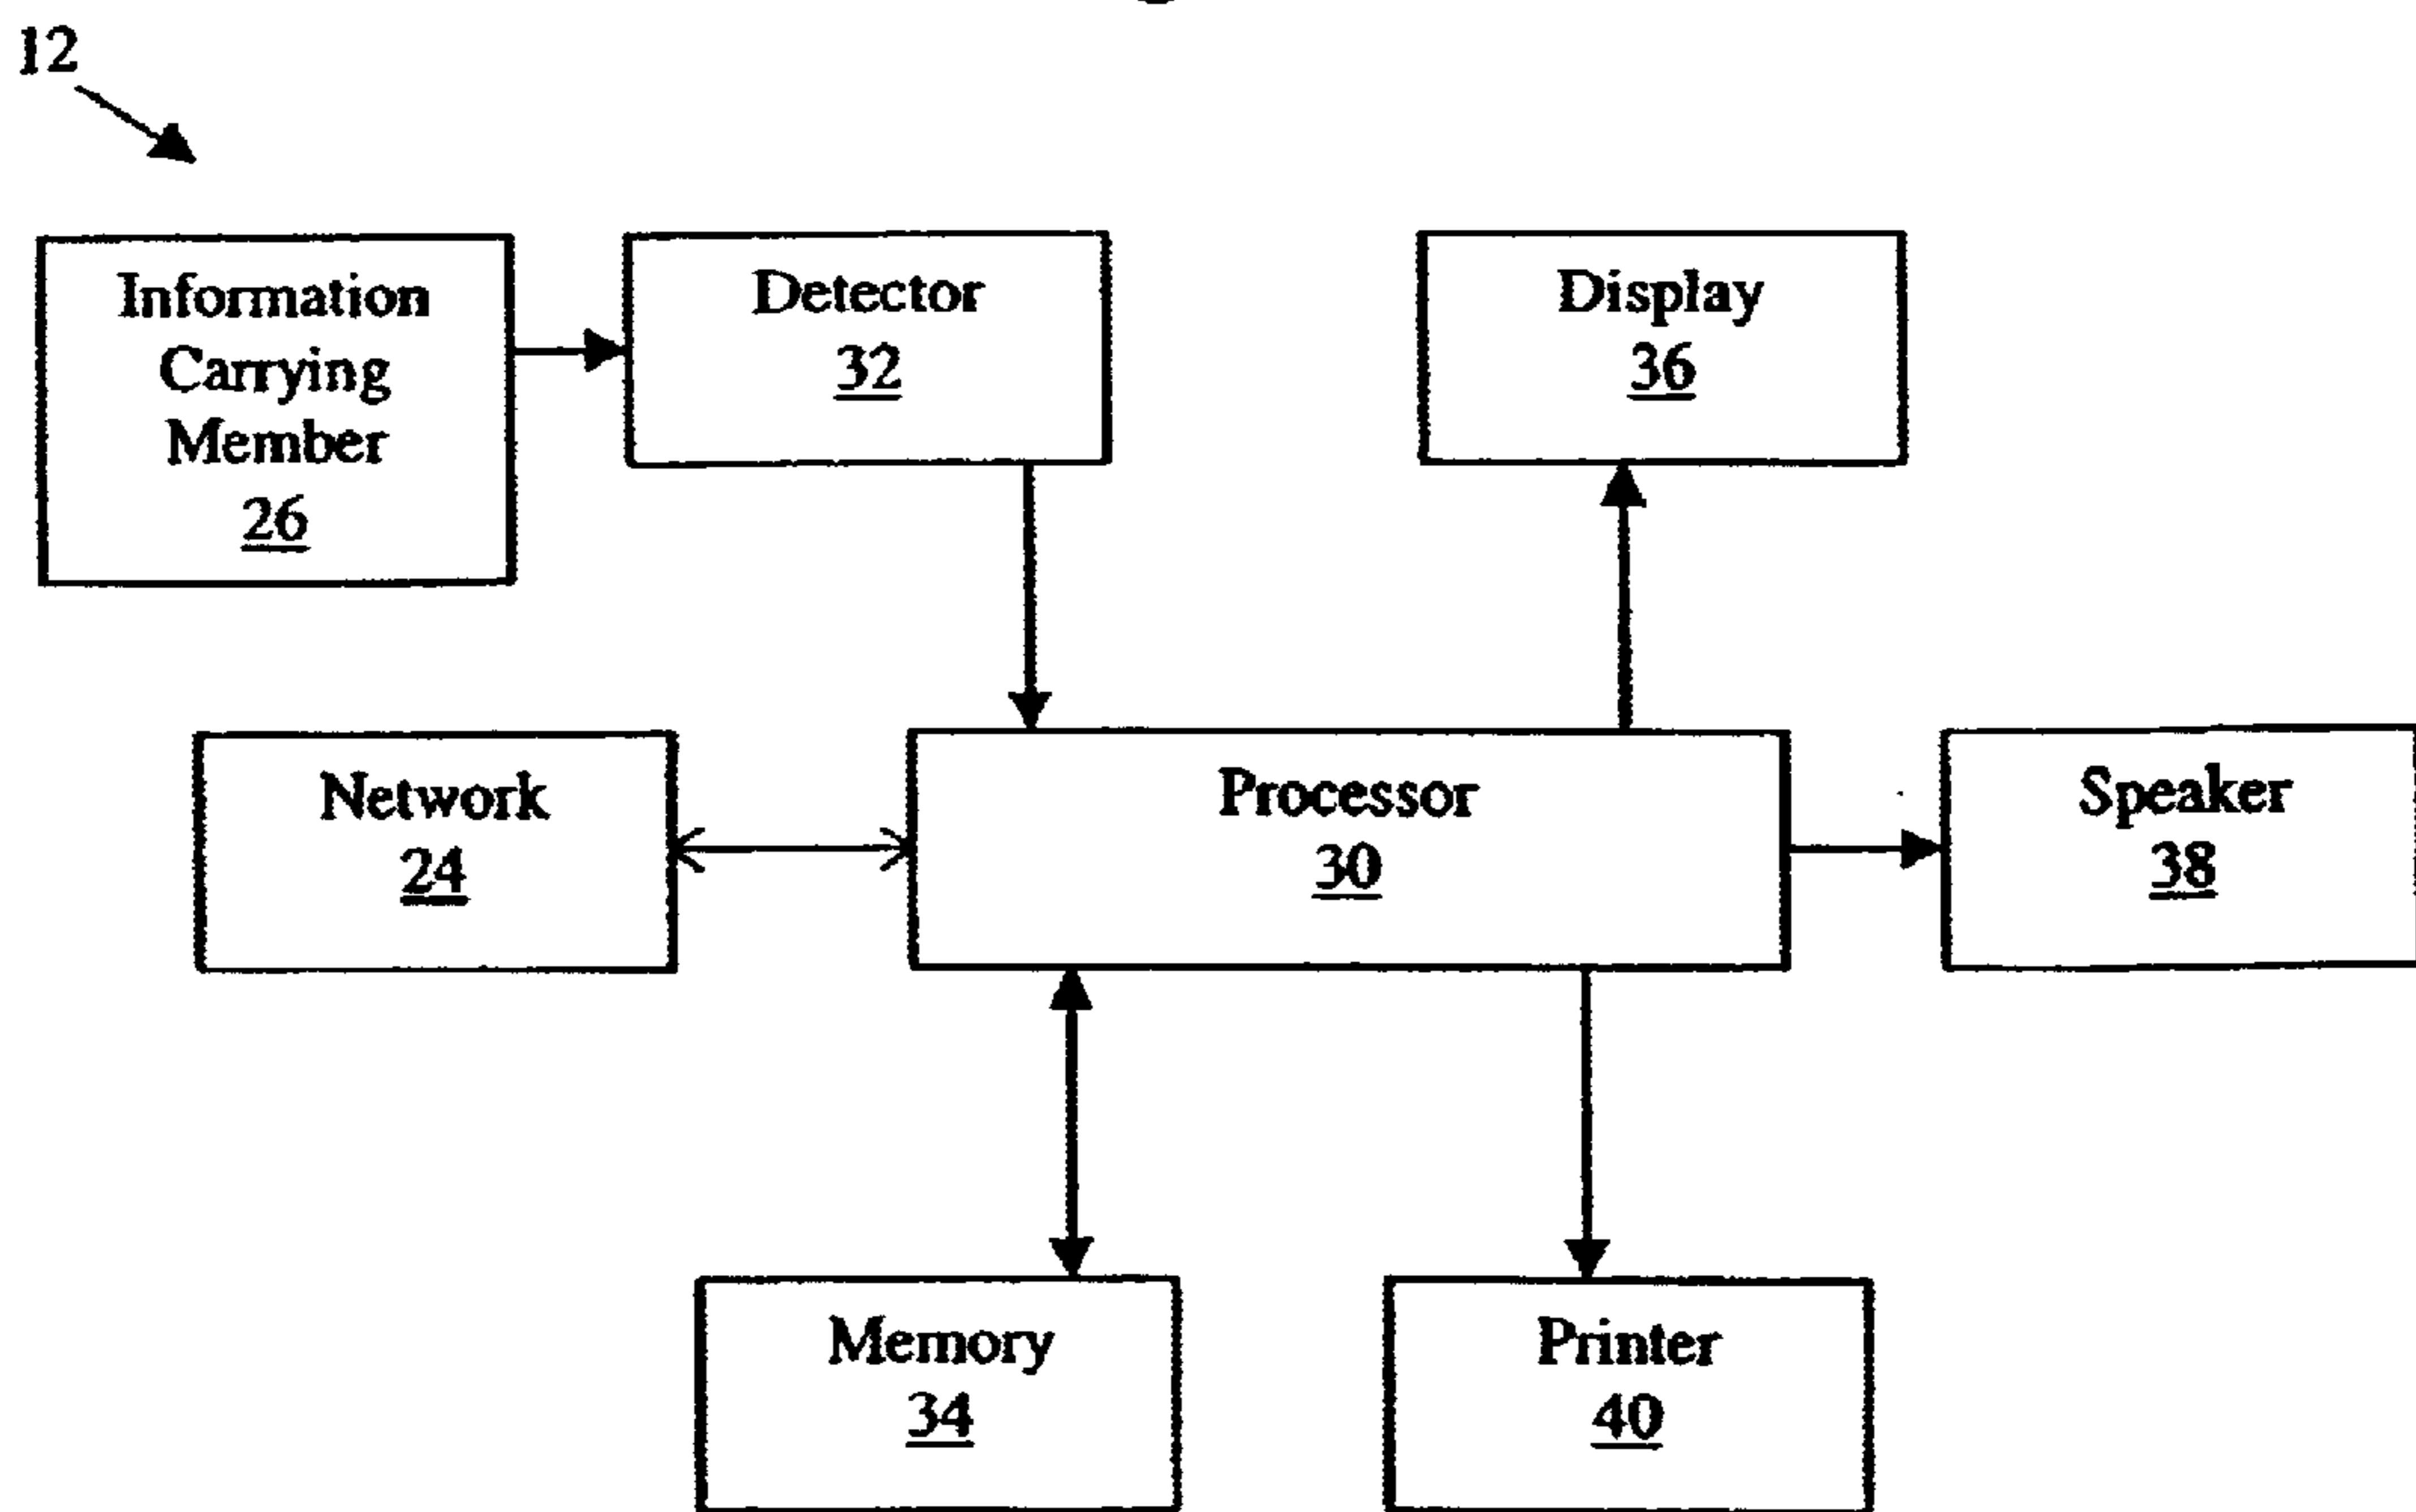 12
Information
Carrying
Member
26
Detector
32
Display
36
Network
24
Processor
30
Speaker
38
Memory
34
Printer
40